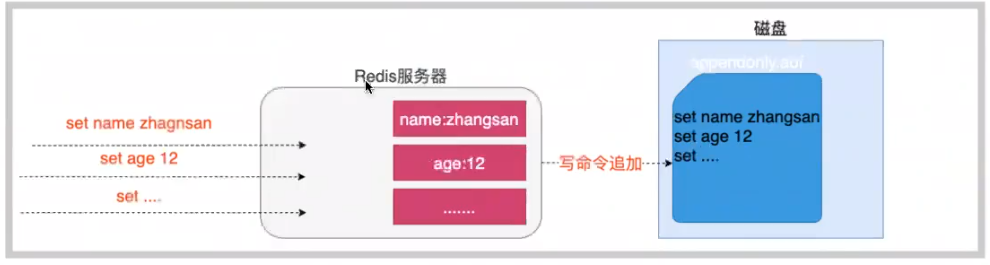 磁盘
appendonly.aof
Redis服务器
set name zhagnsan
set age 12
set ....
name:zhangsan
age:12
.......
写命令追加
set name zhangsan
set age 12
set ....